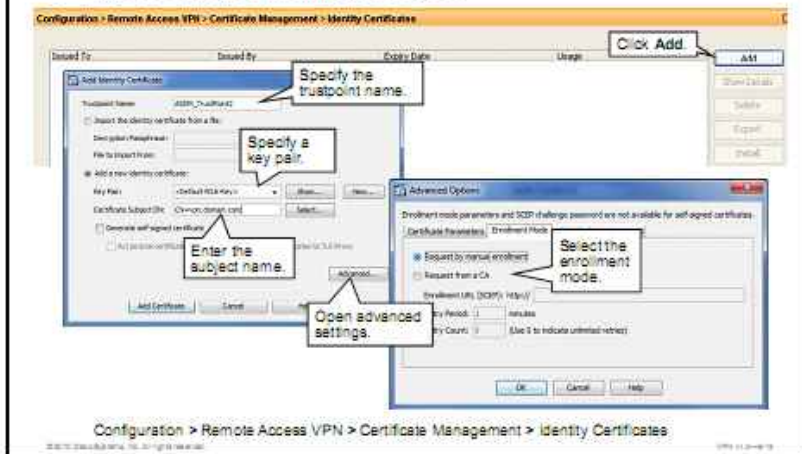 Configuration > Remote Access VPN > Certificate Management > Identity Certificates
Issued To Issued By Expiry Date Usage
Click Add.
Add
Show Details
Delete
Export
Install
Add Identity Certificate
Specify the
trustpoint name.
Trustpoint Name:
Import the identity certificate from a file:
Decryption Passphrase:
File to Import From:
Specify a
key pair.
Add a new identity certificate:
Key Pair: <Default-RSA-Key> Show... New...
Certificate Subject DN: CN=vpn.domain.com Select...
Generate self-signed certificate
Enter the
subject name.
Advanced...
Add Certificate Cancel
Open advanced
settings.
Advanced Options
Enrollment mode parameters and SCEP challenge password are not available for self signed certificates.
Certificate Parameters Enrollment Mode
Request by manual enrollment
Request from a CA
Select the
enrollment
mode.
Enrollment URL (SCEP): http://
Period: 1 minutes
Count: 0 (Use 0 to indicate unlimited retries)
OK Cancel Help
Configuration > Remote Access VPN > Certificate Management > Identity Certificates